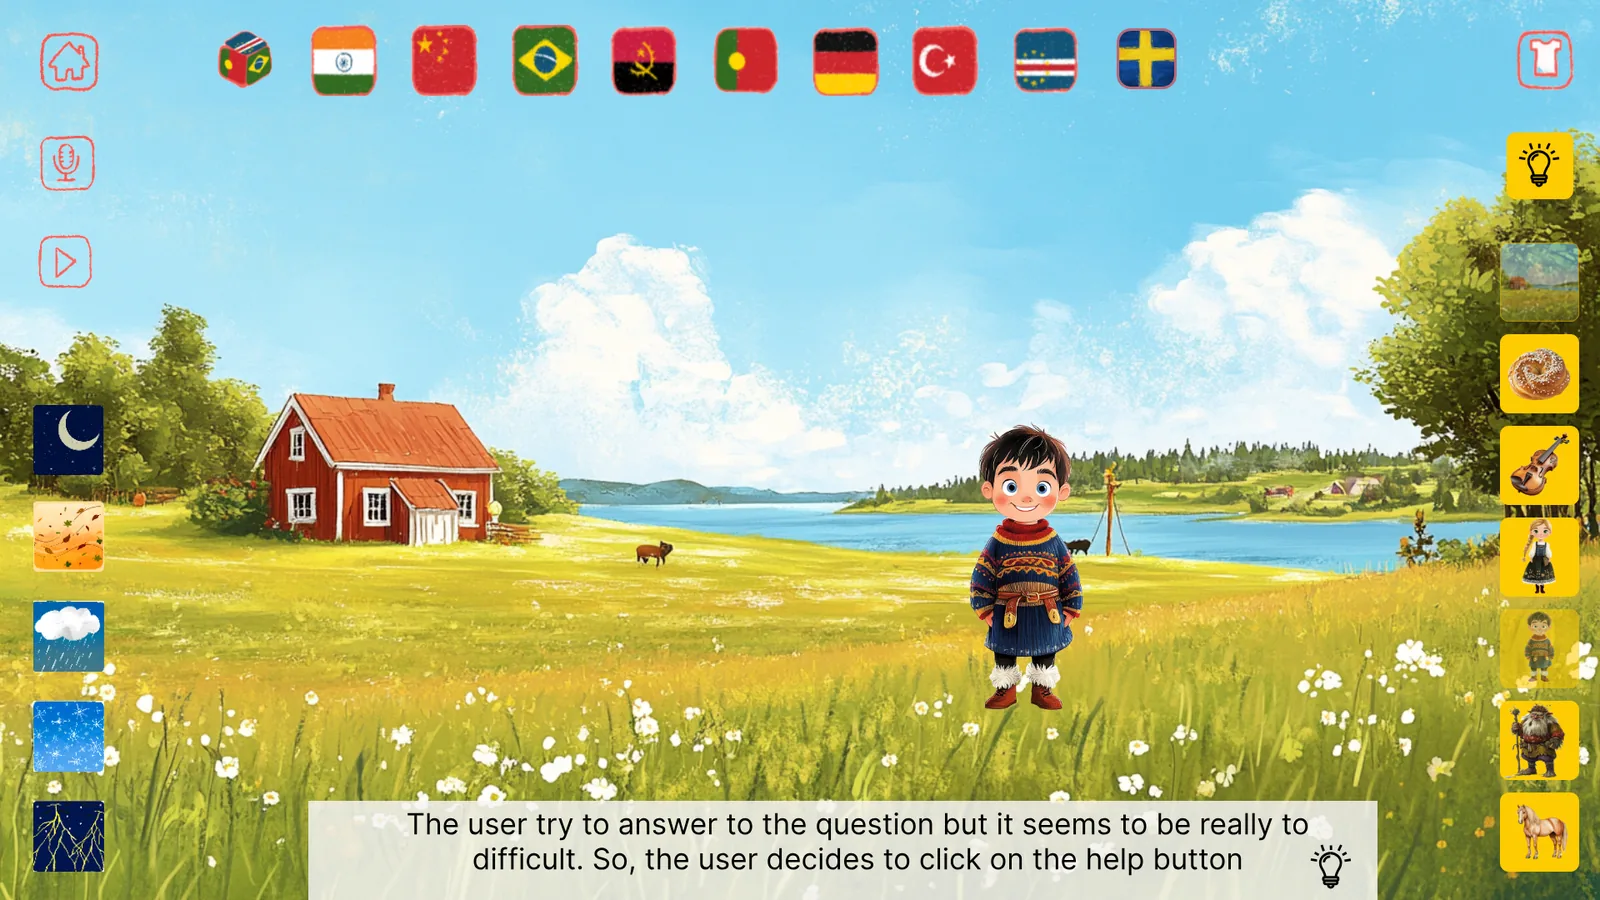 The user try to answer to the question but it seems to be really to
difficult. So, the user decides to click on the help button